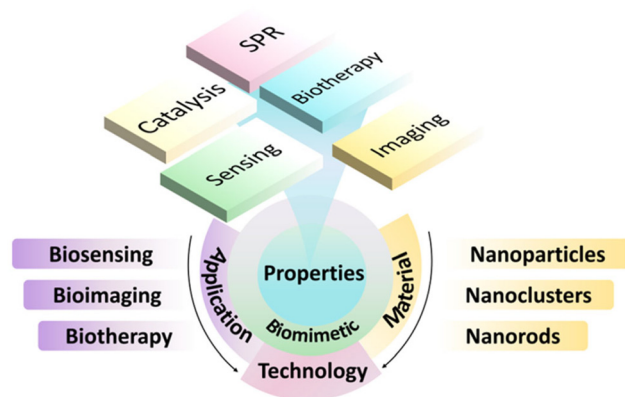 SPR
Biotherapy
Catalysis
Imaging
Sensing
Biosensing
Bioimaging
Biotherapy
Application
Properties
Biomimetic
Material
Technology
Nanoparticles
Nanoclusters
Nanorods